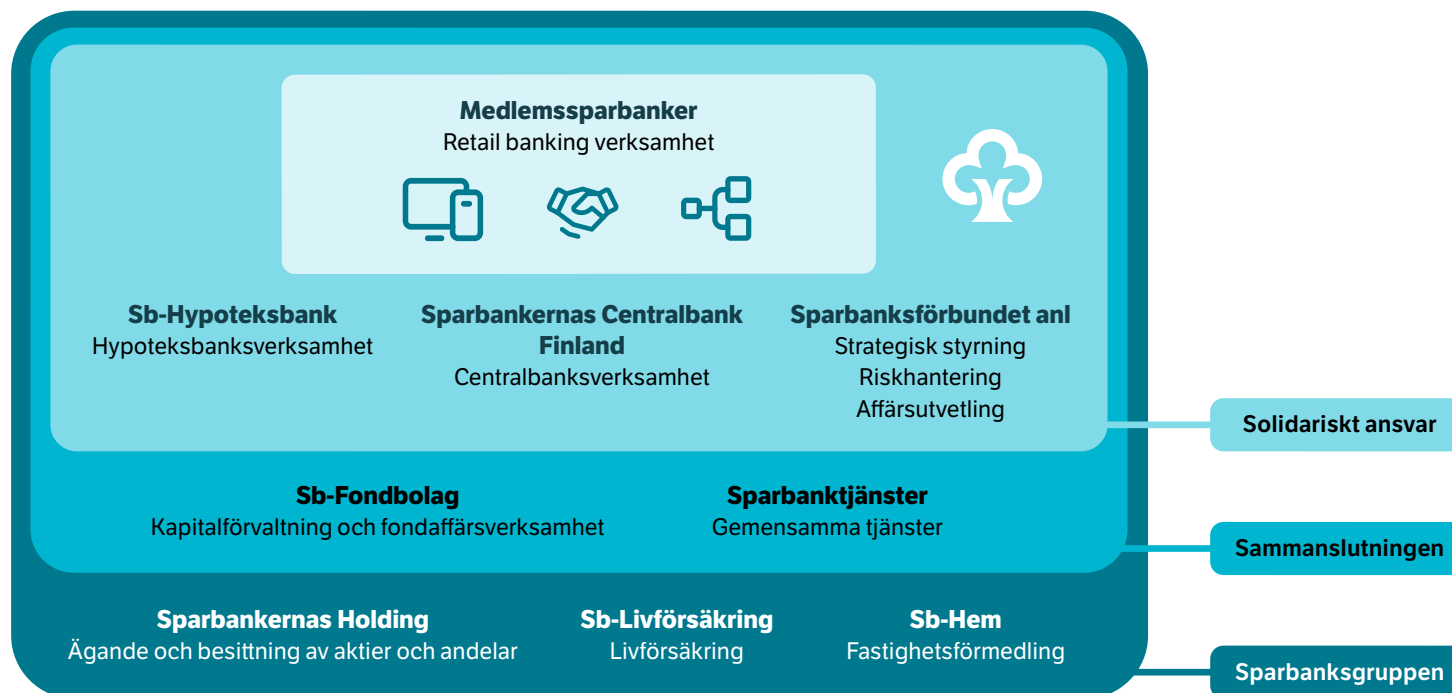 Medlemssparbanker
Retail banking verksamhet
Sb-Hypoteksbank
Hypoteksbanksverksamhet
Sparbankernas Centralbank
Finland
Centralbanksverksamhet
Sparbanksförbundet anl
Strategisk styrning
Riskhantering
Affärsutvetling
Solidariskt ansvar
Sb-Fondbolag
Kapitalförvaltning och fondaffärsverksamhet
Sparbanktjänster
Gemensamma tjänster
Sammanslutningen
Sparbankernas Holding
Ägande och besittning av aktier och andelar
Sb-Livförsäkring
Livförsäkring
Sb-Hem
Fastighetsförmedling
Sparbanksgruppen